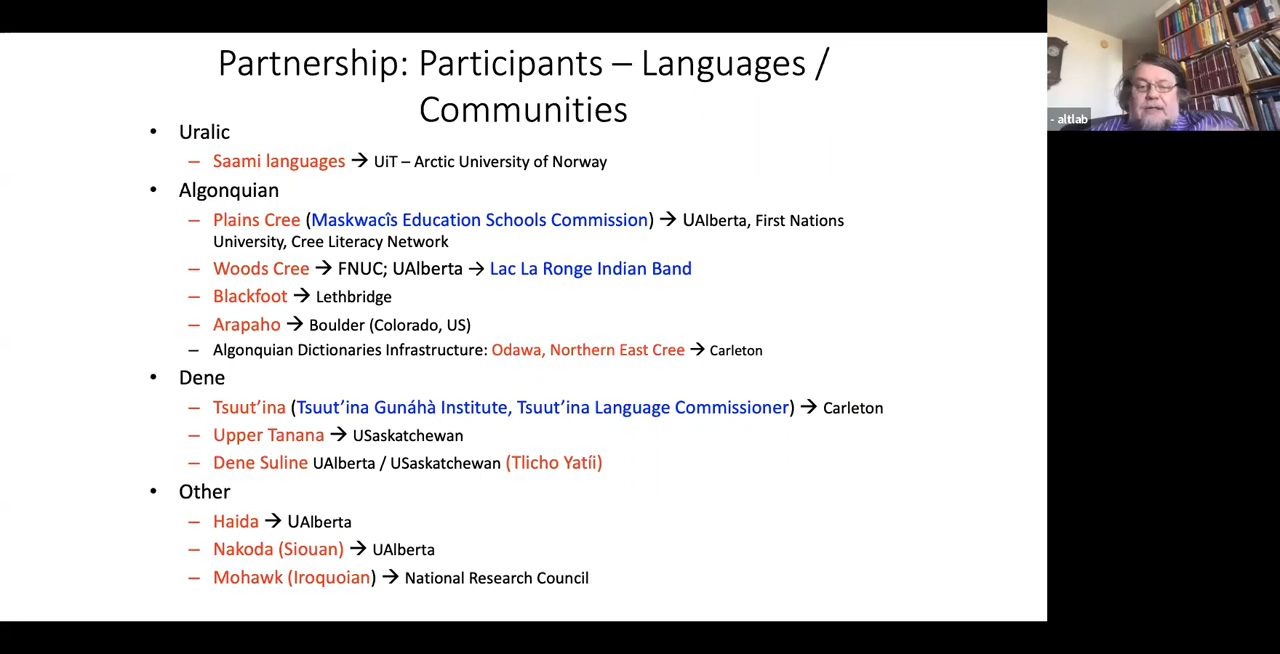 Partnership: Participants – Languages /
Communities
• Uralic
– Saami languages → UiT – Arctic University of Norway
• Algonquian
– Plains Cree (Maskwacîs Education Schools Commission) → UAlberta, First Nations
University, Cree Literacy Network
– Woods Cree → FNUC; UAlberta → Lac La Ronge Indian Band
– Blackfoot → Lethbridge
– Arapaho → Boulder (Colorado, US)
– Algonquian Dictionaries Infrastructure: Odawa, Northern East Cree → Carleton
• Dene
– Tsuut’ina (Tsuut’ina Gunáhà Institute, Tsuut’ina Language Commissioner) → Carleton
– Upper Tanana → USaskatchewan
– Dene Suline UAlberta / USaskatchewan (Tlicho Yatíi)
• Other
– Haida → UAlberta
– Nakoda (Siouan) → UAlberta
– Mohawk (Iroquoian) → National Research Council
- altlab